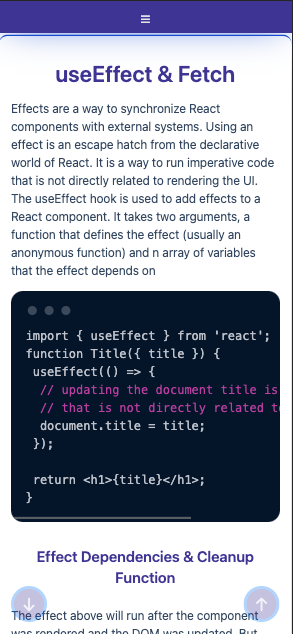 useEffect & Fetch
Effects are a way to synchronize React
components with external systems. Using an
effect is an escape hatch from the declarative
world of React. It is a way to run imperative code
that is not directly related to rendering the UI.
The useEffect hook is used to add effects to a
React component. It takes two arguments, a
function that defines the effect (usually an
anonymous function) and n array of variables
that the effect depends on
import { useEffect } from 'react';
function Title({ title }) {
 useEffect(() => {
  // updating the document title is
  // that is not directly related t
  document.title = title;
 });

 return <h1>{title}</h1>;
}
Effect Dependencies & Cleanup
Function
The effect above will run after the component
was rendered and the DOM was updated. But